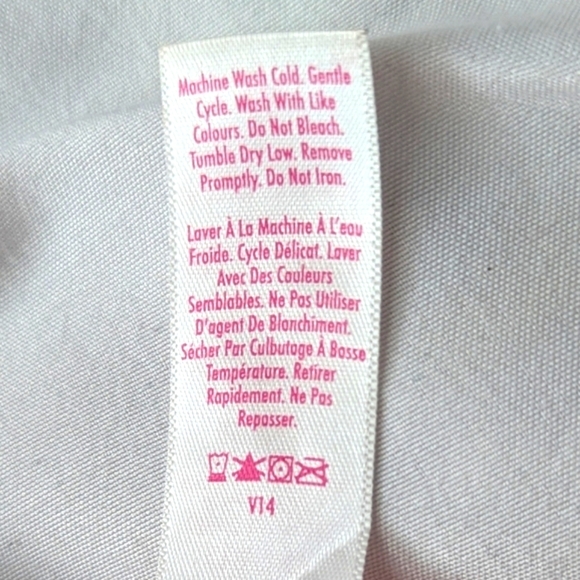 Machine Wash Cold. Gentle
Cycle. Wash With Like
Colours. Do Not Bleach.
Tumble Dry Low. Remove
Promptly. Do Not Iron.
Laver À La Machine À L'eau
Froide. Cycle Délicat. Laver
Avec Des Couleurs
Semblables. Ne Pas Utiliser
D'agent De Blanchiment.
Sécher Par Culbutage À Basse
Température. Retirer
Rapidement. Ne Pas
Repasser.
V14